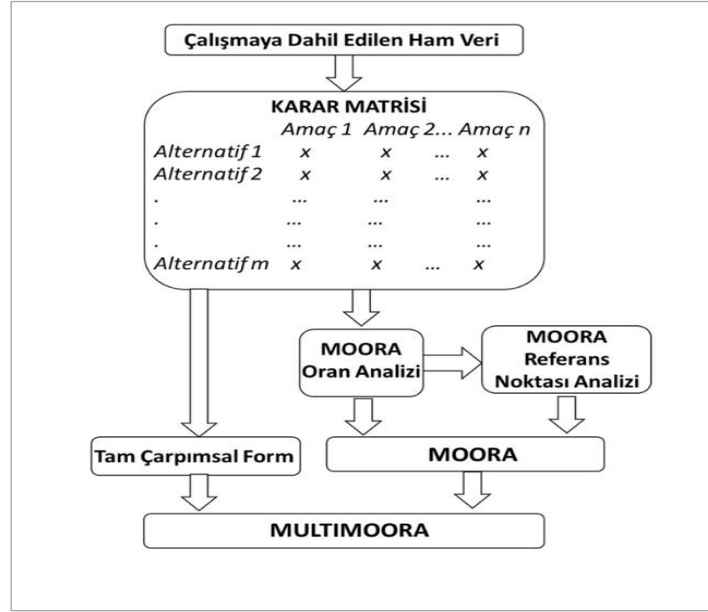 Çalışmaya Dahil Edilen Ham Veri
KARAR MATRİSİ
Amaç 1 Amaç 2... Amaç n
Alternatif 1 x x ... x
Alternatif 2 x x ... x
. ... ... ...
. ... ... ...
. ... ... ...
Alternatif m x x ... x
MOORA
Oran Analizi
MOORA
Referans
Noktası Analizi
Tam Çarpımsal Form
MOORA
MULTIMOORA